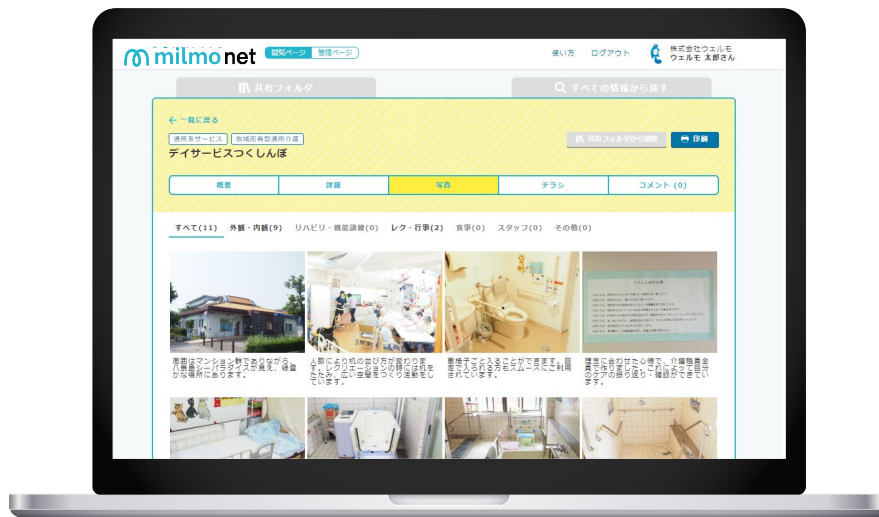 milmo net
閲覧ページ 管理ページ
使い方 ログアウト
株式会社ウェルモ
ウェルモ 太郎さん
共有フォルダ
すべての情報から探す
← 一覧に戻る
通所系サービス 地域密着型通所介護
デイサービスつくしんぼ
共有フォルダから削除 印刷
概要 詳細 写真 チラシ コメント (0)
すべて(11) 外観・内観(9) リハビリ・機能訓練(0) レク・行事(2) 食事(0) スタッフ(0) その他(0)
周囲はマンション群でありながら、
八景島シーパラダイスが見え、緑豊
かな場所にあります。
人数により机の並び方が変わりま
す。レクリエーションの時には机を
たたみ、広い空間をつくり活動をし
ています。
車椅子ごと入ることができます。自
走で入られる方もスムーズにご利用
されています。
理念に合わせた心得で、介護職員全
員で作りました。これによって自分
のケアの振り返り・確認ができてい
ます。